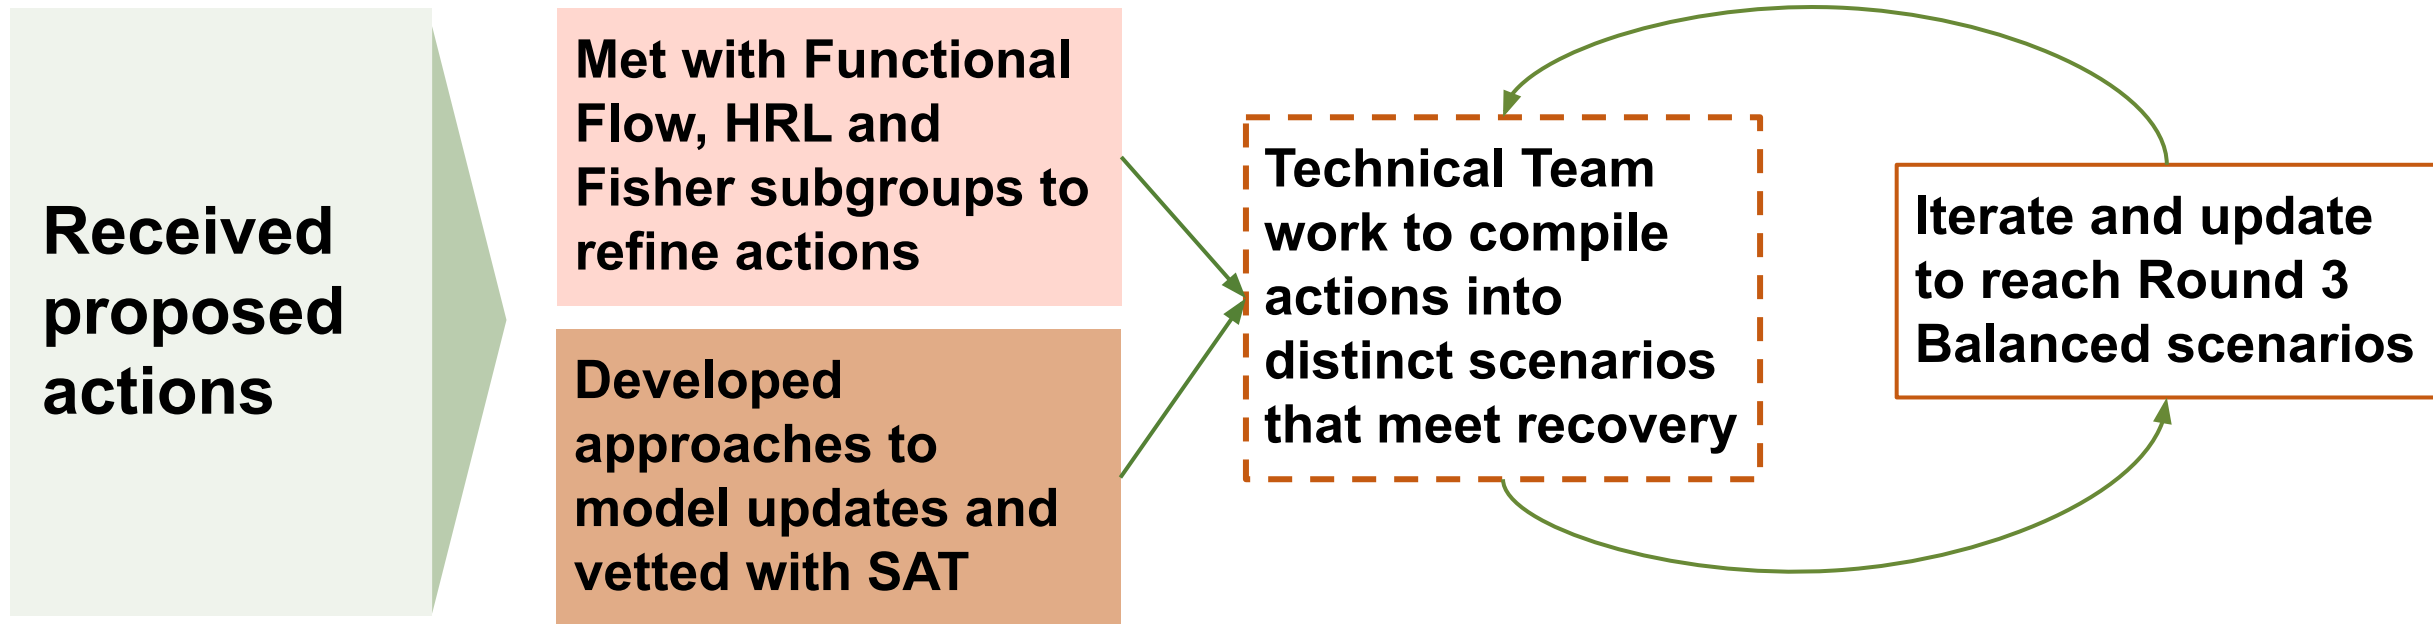 Received
proposed
actions
Met with Functional
Flow, HRL and
Fisher subgroups to
refine actions
Developed
approaches to
model updates and
vetted with SAT
Technical Team
work to compile
actions into
distinct scenarios
that meet recovery
Iterate and update
to reach Round 3
Balanced scenarios